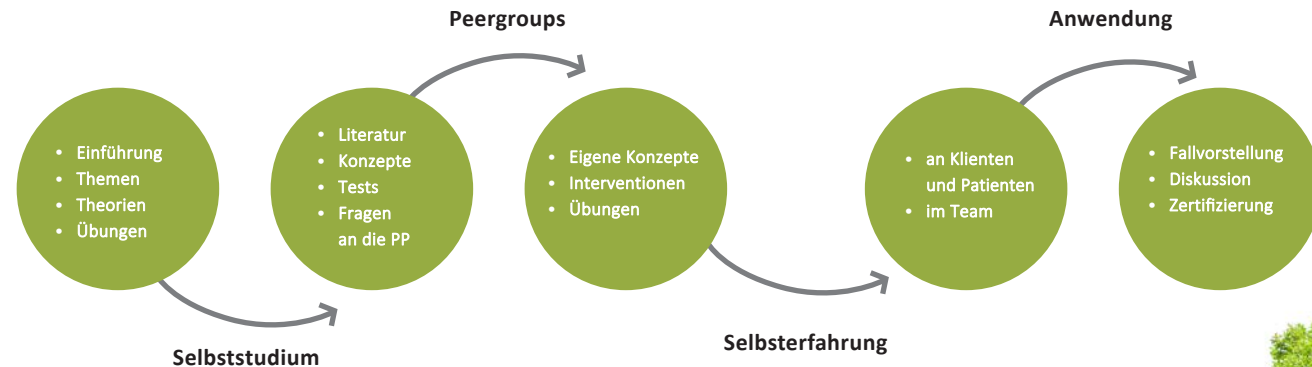 Peergroups
Anwendung
• Einführung
• Themen
• Theorien
• Übungen
• Literatur
• Konzepte
• Tests
• Fragen
an die PP
• Eigene Konzepte
• Interventionen
• Übungen
• an Klienten
und Patienten
• im Team
• Fallvorstellung
• Diskussion
• Zertifizierung
Selbststudium
Selbsterfahrung